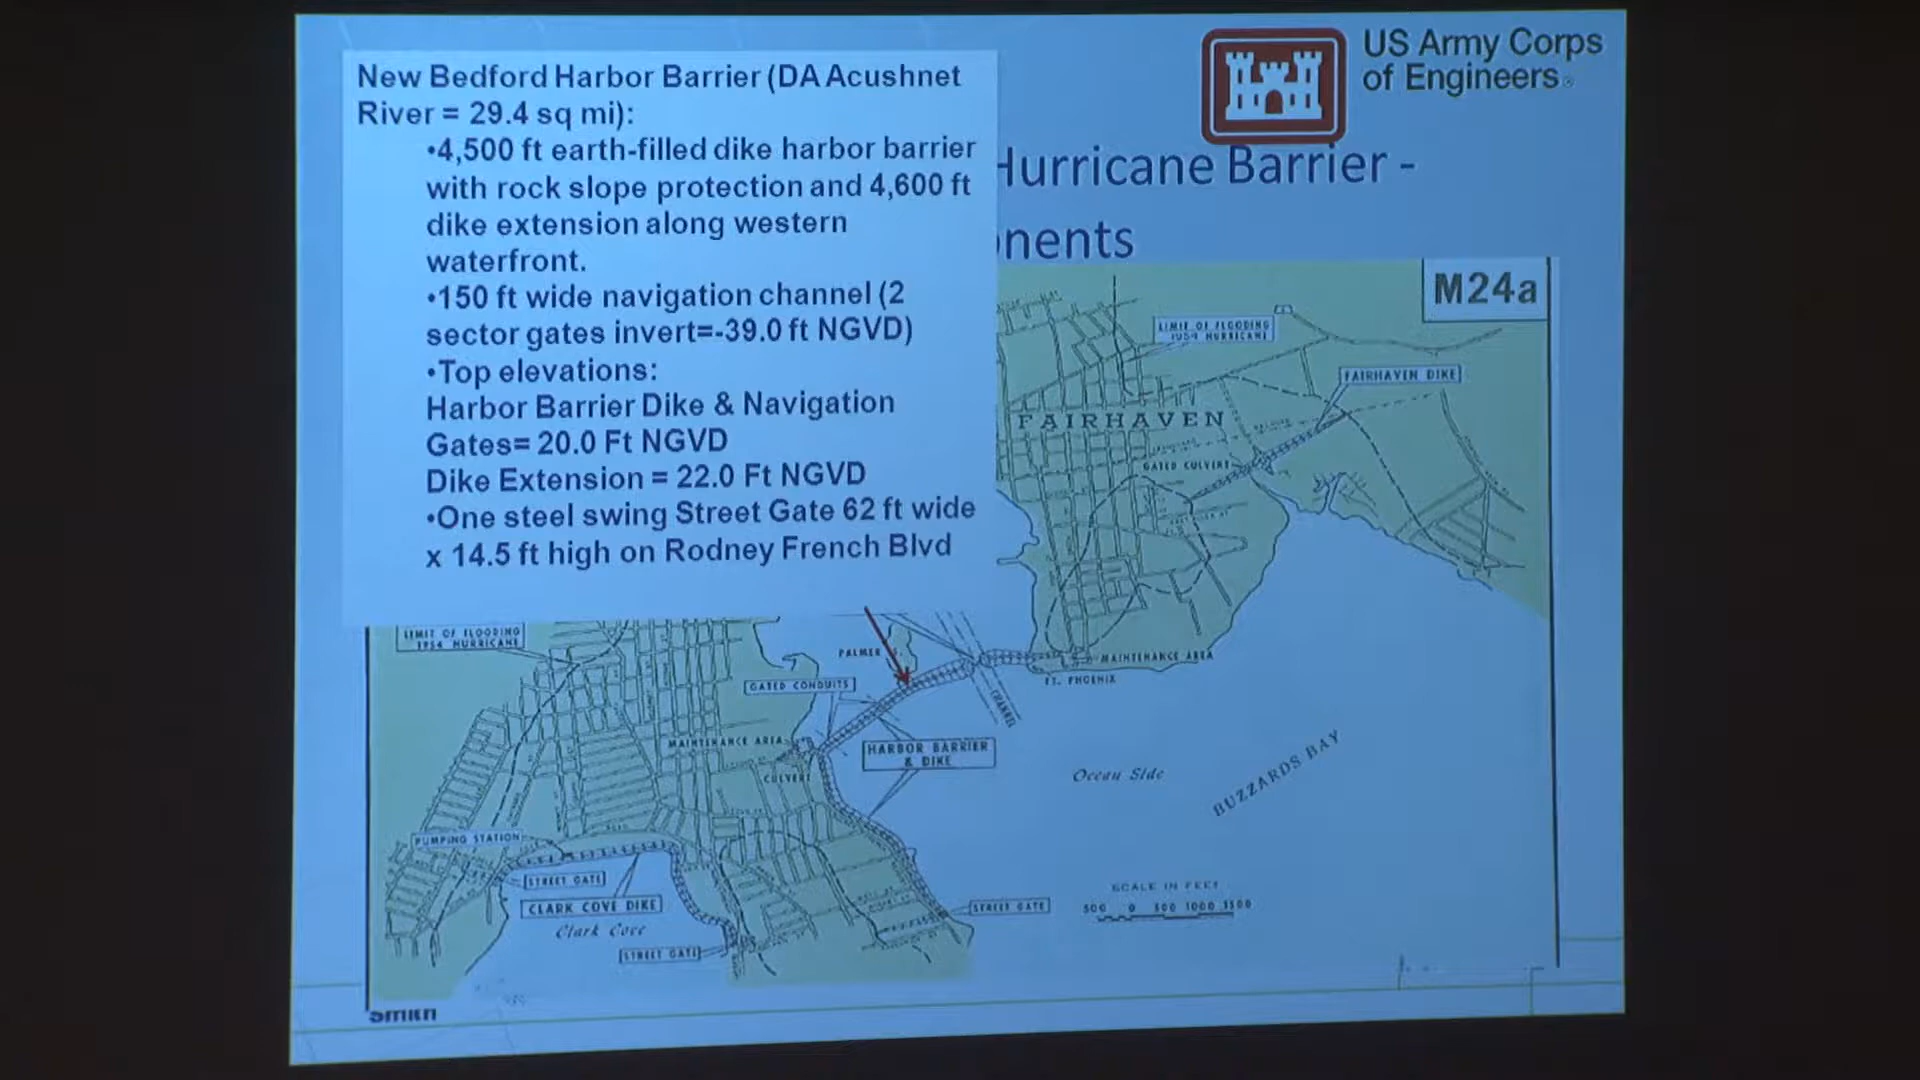 US Army Corps
of Engineers®
New Bedford Harbor Barrier (DA Acushnet
River = 29.4 sq mi):
•4,500 ft earth-filled dike harbor barrier
with rock slope protection and 4,600 ft
dike extension along western
waterfront.
•150 ft wide navigation channel (2
sector gates invert=-39.0 ft NGVD)
•Top elevations:
Harbor Barrier Dike & Navigation
Gates= 20.0 Ft NGVD
Dike Extension = 22.0 Ft NGVD
•One steel swing Street Gate 62 ft wide
x 14.5 ft high on Rodney French Blvd
Hurricane Barrier -
nents
M24a
LIMIT OF FLOODING
1954 HURRICANE
FAIRHAVEN DIKE
FAIRHAVEN
GATED CULVERT
LIMIT OF FLOODING
1954 HURRICANE
PALMER
MAINTENANCE AREA
FT. PHOENIX
GATED CONDUITS
CHANNEL
MAINTENANCE AREA
HARBOR BARRIER
& DIKE
CULVERT
Ocean Side
BUZZARDS BAY
PUMPING STATION
STREET GATE
CLARK COVE DIKE
Clark Cove
STREET GATE
STREET GATE
SCALE IN FEET
500 0 500 1000 1500